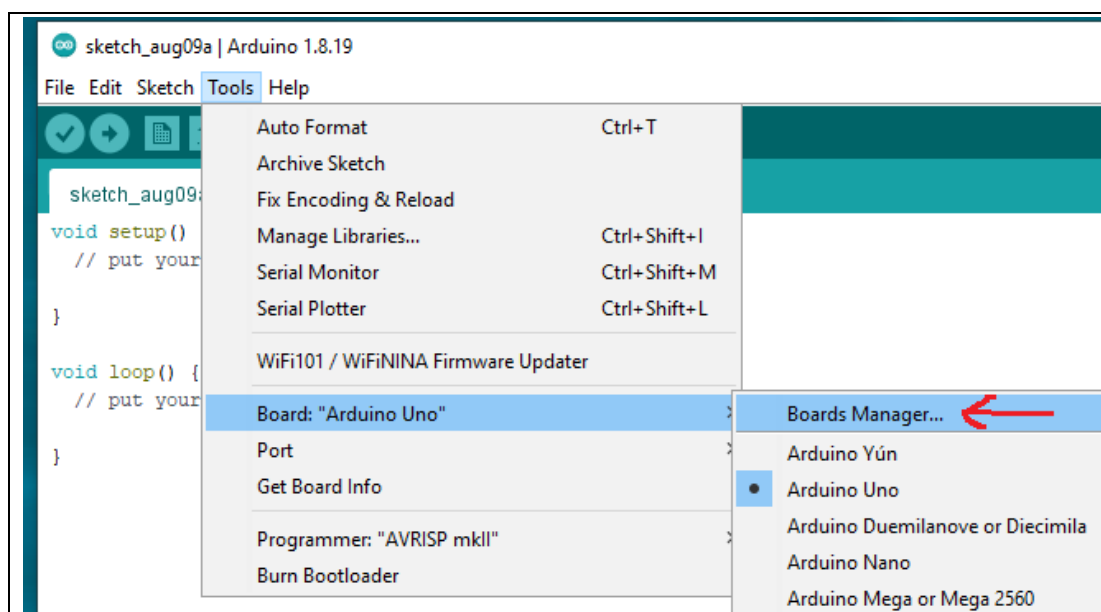 sketch_aug09a | Arduino 1.8.19
File Edit Sketch Tools Help
sketch_aug09a
void setup()
// put your
}
void loop() {
// put your
}
Auto Format Ctrl+T
Archive Sketch
Fix Encoding & Reload
Manage Libraries... Ctrl+Shift+I
Serial Monitor Ctrl+Shift+M
Serial Plotter Ctrl+Shift+L
WiFi101 / WiFiNINA Firmware Updater
Board: "Arduino Uno"
Port
Get Board Info
Programmer: "AVRISP mkII"
Burn Bootloader
Boards Manager...
Arduino Yún
Arduino Uno
Arduino Duemilanove or Diecimila
Arduino Nano
Arduino Mega or Mega 2560